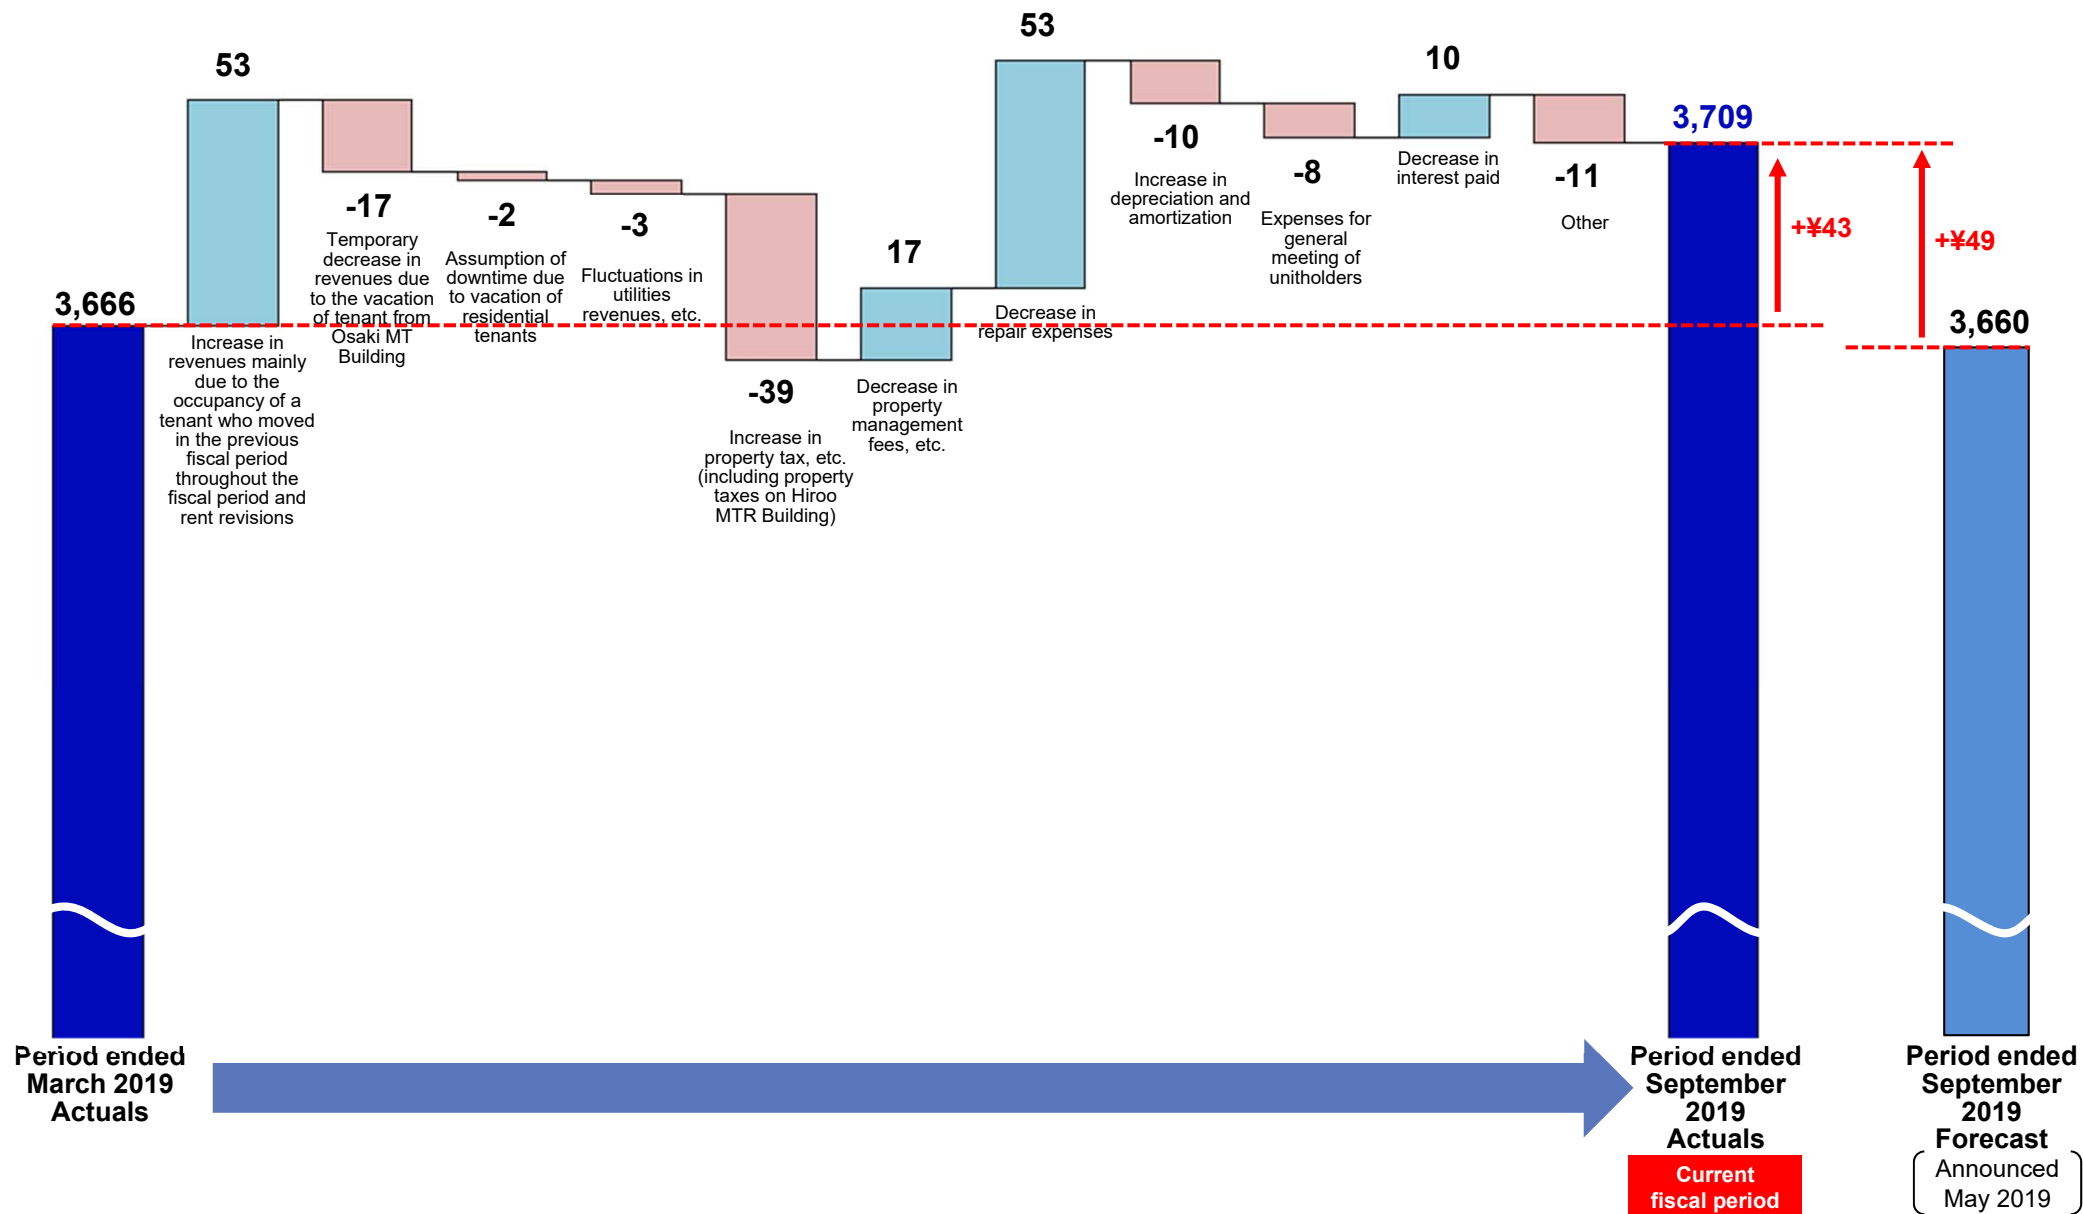 3,666
53
Increase in
revenues mainly
due to the
occupancy of a
tenant who moved
in the previous
fiscal period
throughout the
fiscal period and
rent revisions
-17
Temporary
decrease in
revenues due
to the vacation
of tenant from
Osaki MT
Building
-2
Assumption of
downtime due
to vacation of
residential
tenants
-3
Fluctuations in
utilities
revenues, etc.
-39
Increase in
property tax, etc.
(including property
taxes on Hiroo
MTR Building)
17
Decrease in
property
management
fees, etc.
53
Decrease in
repair expenses
-10
Increase in
depreciation and
amortization
-8
Expenses for
general
meeting of
unitholders
10
Decrease in
interest paid
-11
Other
3,709
+¥43
+¥49
3,660
Period ended
March 2019
Actuals
Period ended
September
2019
Actuals
Current
fiscal period
Period ended
September
2019
Forecast
Announced
May 2019